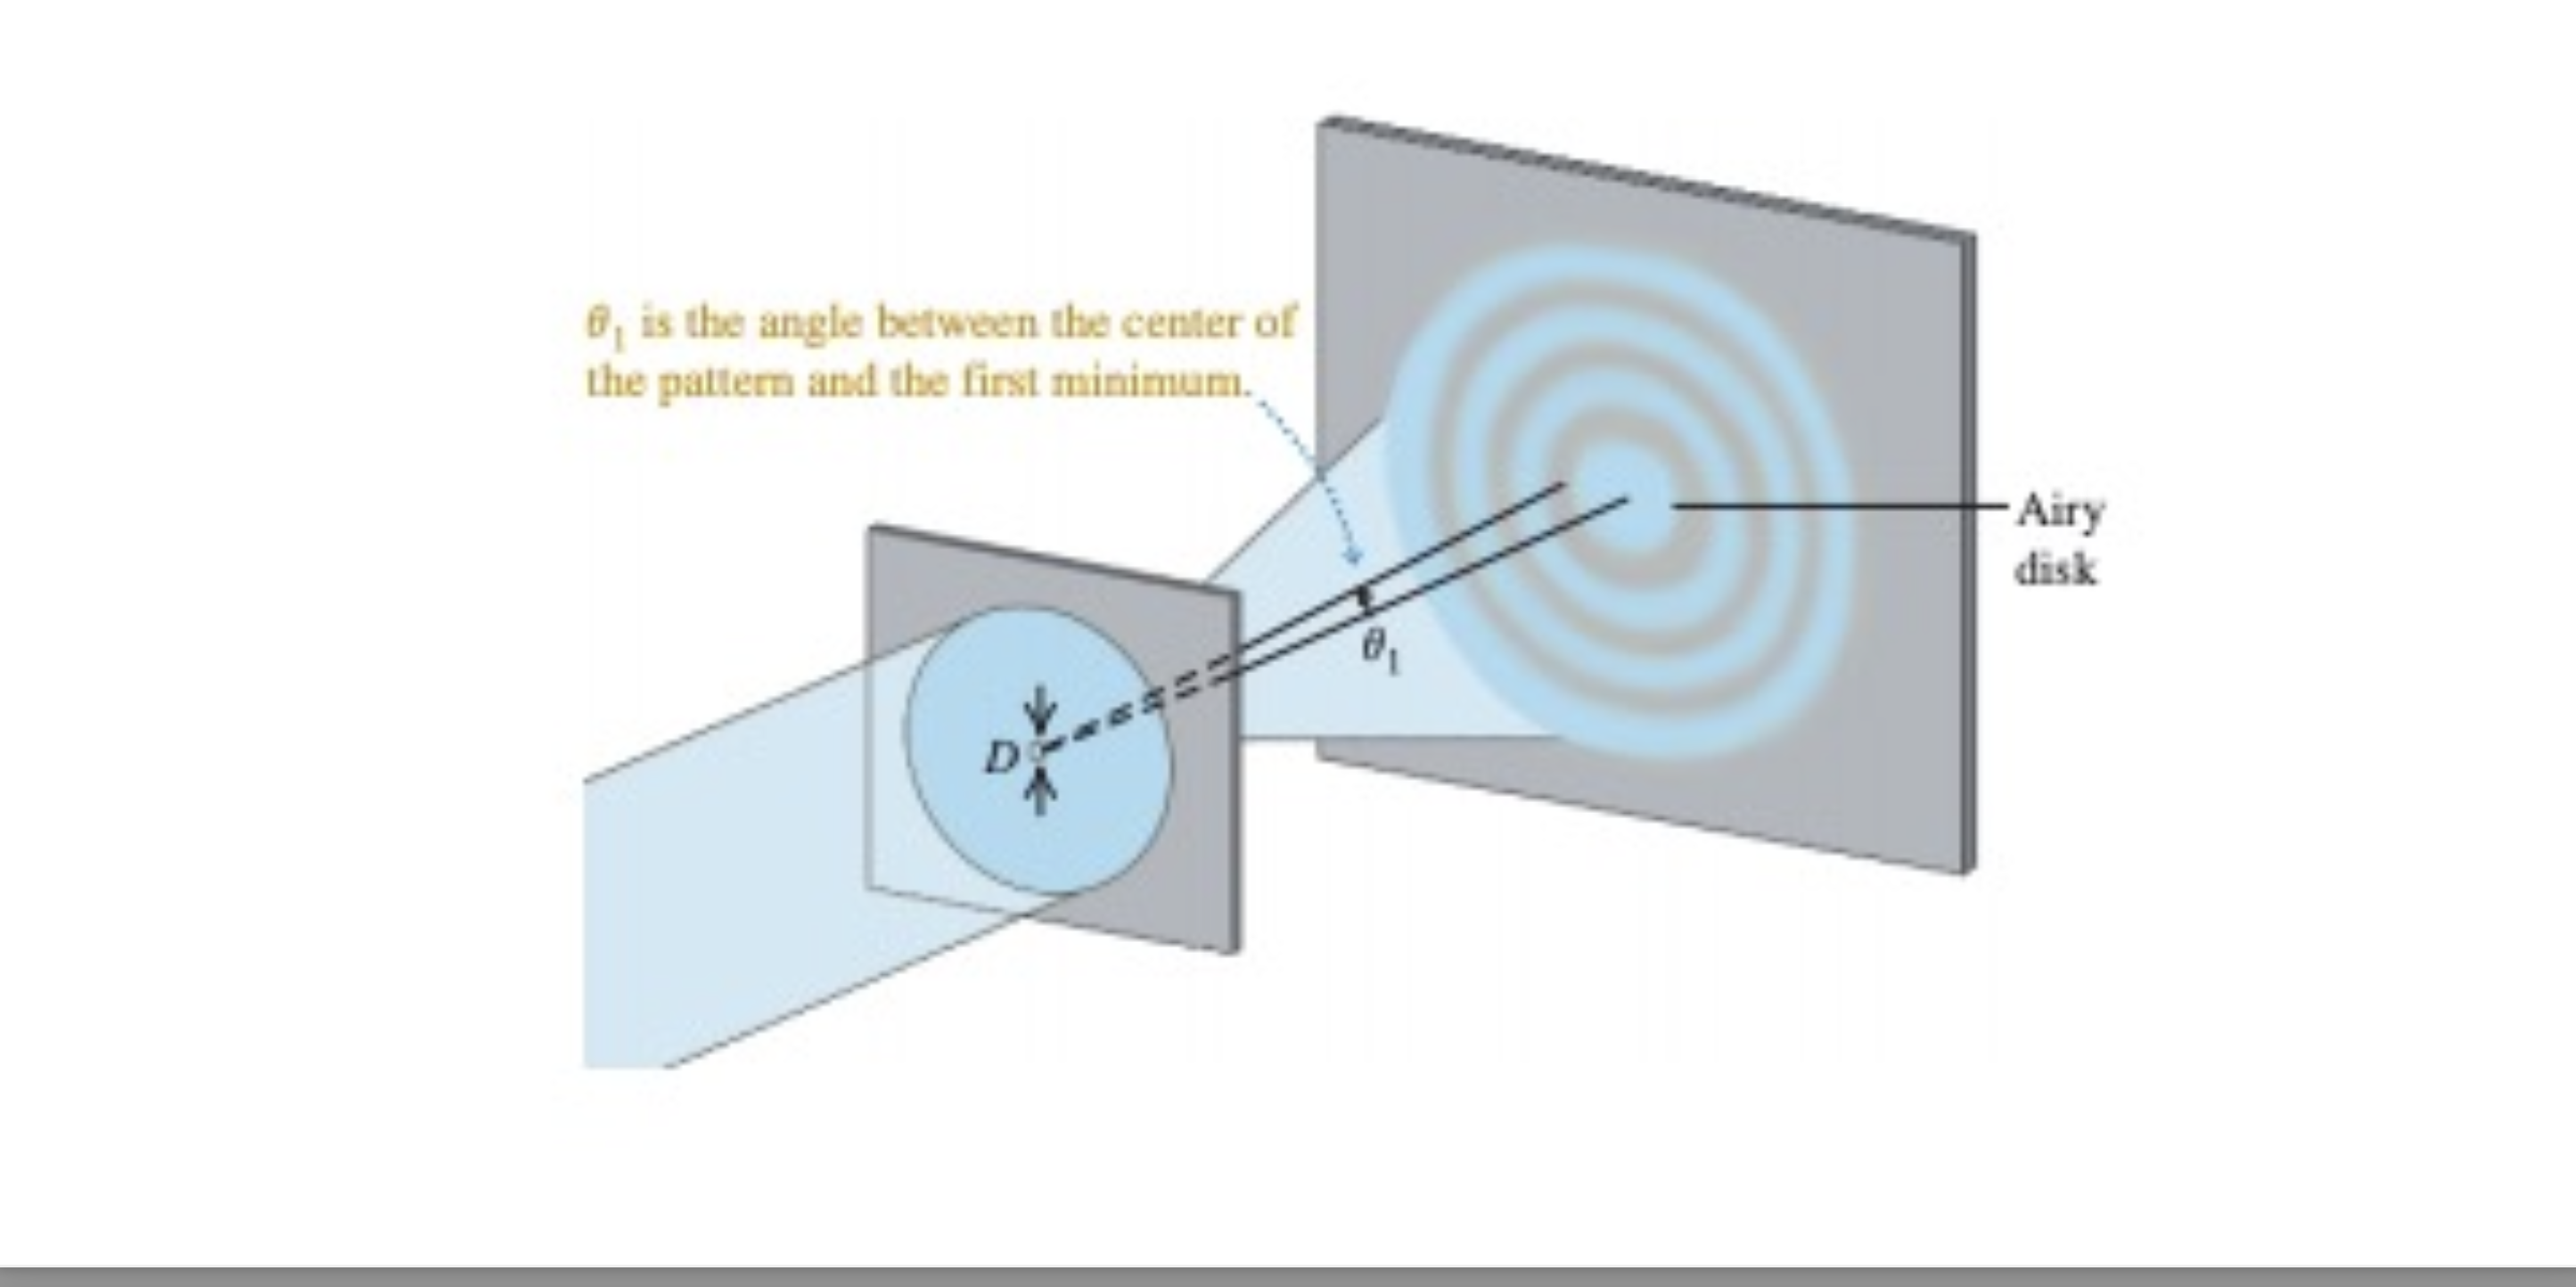 θ₁ is the angle between the center of
the pattern and the first minimum.
Airy
disk
θ₁
D